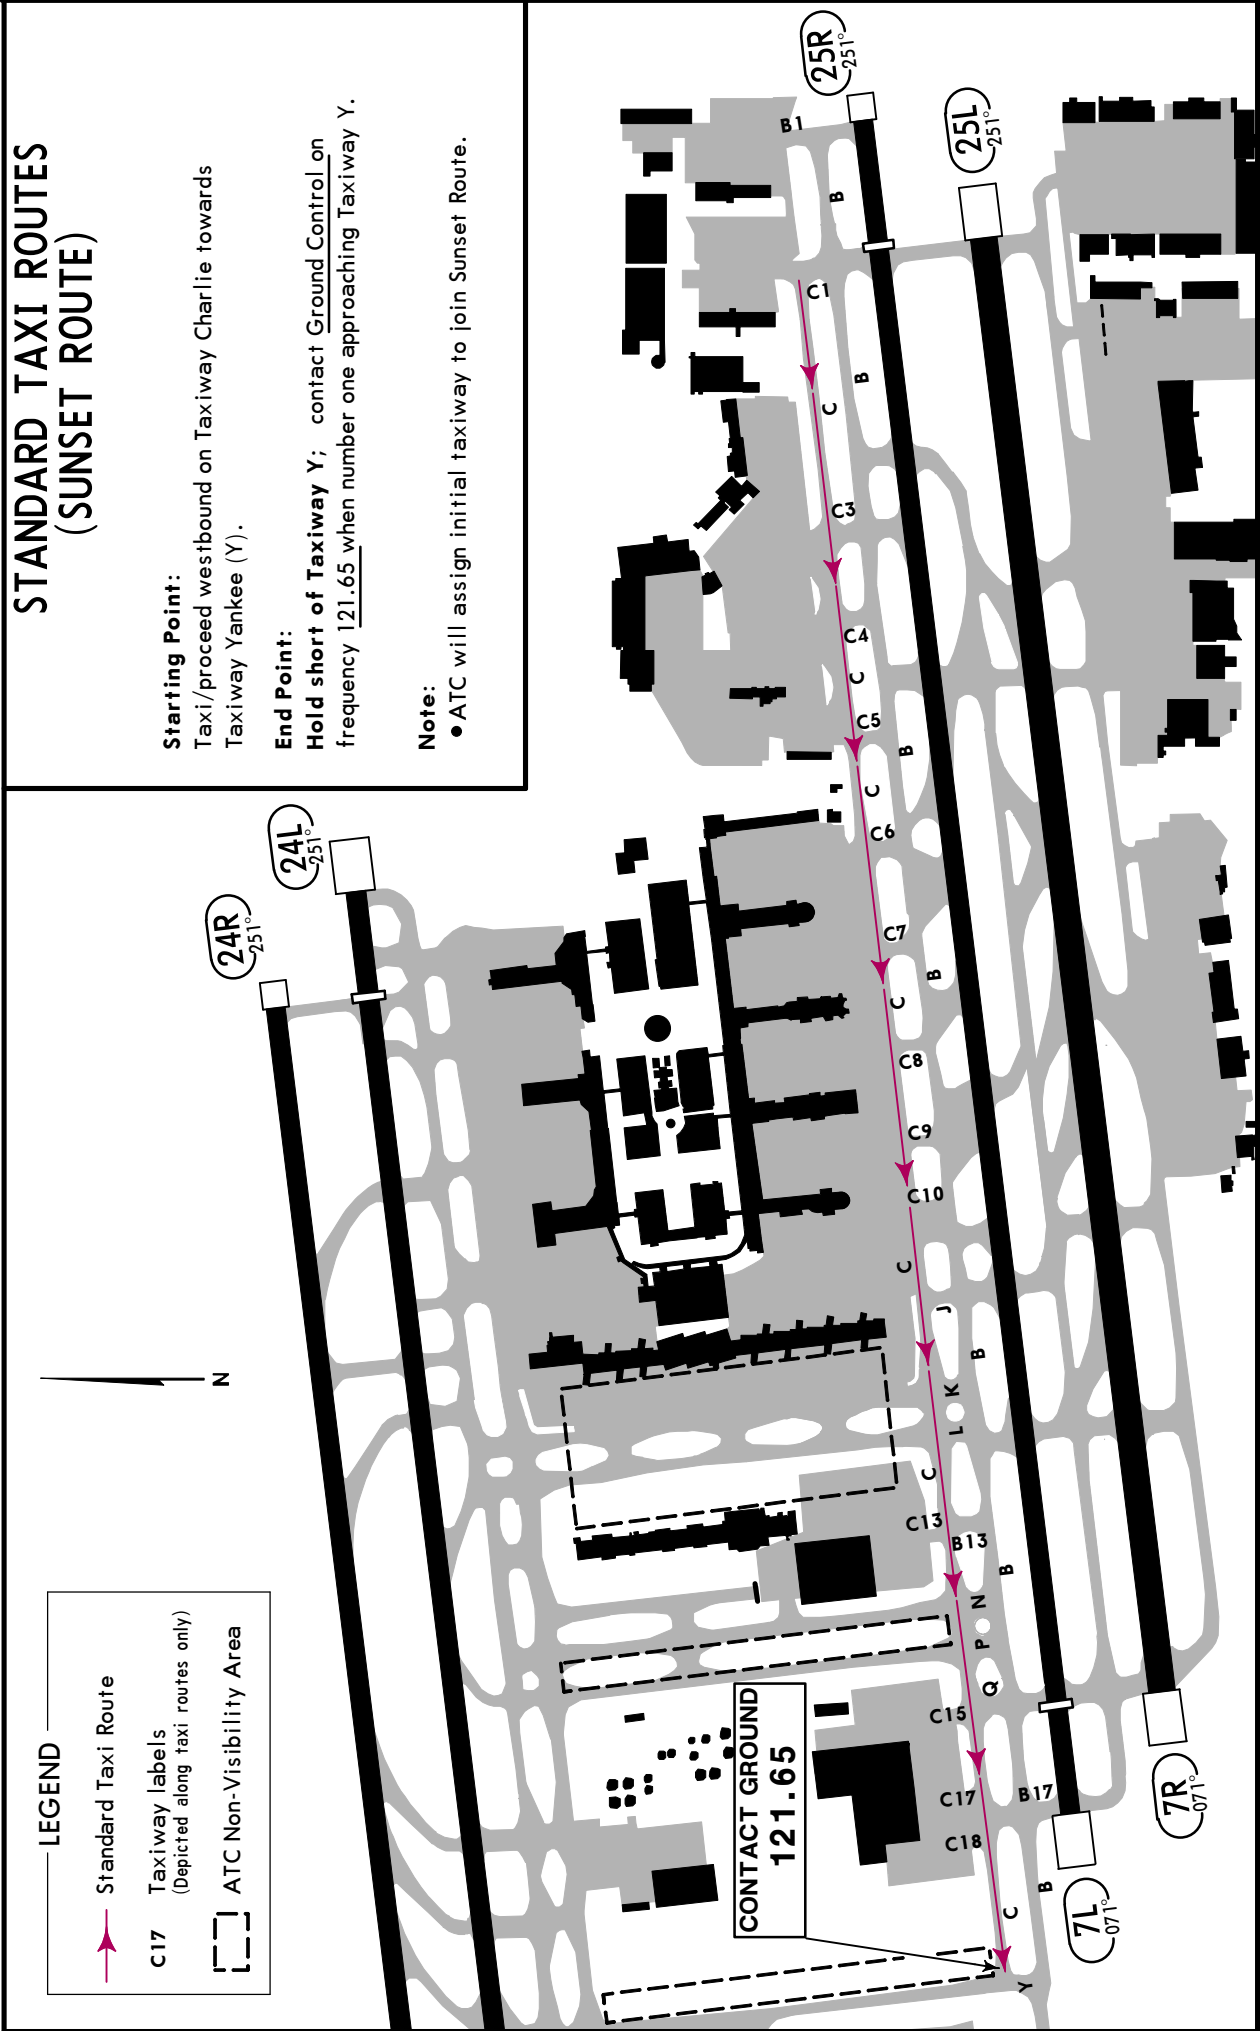 STANDARD TAXI ROUTES
(SUNSET ROUTE)
Starting Point:
Taxi/proceed westbound on Taxiway Charlie towards
Taxiway Yankee (Y).
End Point:
Hold short of Taxiway Y; contact Ground Control on
frequency 121.65 when number one approaching Taxiway Y.
Note:
● ATC will assign initial taxiway to join Sunset Route.
LEGEND
Standard Taxi Route
C17 Taxiway labels
(Depicted along taxi routes only)
ATC Non-Visibility Area
N
24R
251°
24L
251°
25R
251°
25L
251°
7L
071°
7R
071°
CONTACT GROUND
121.65
B1
B
C1
B
C
C3
C4
C
C5
B
C
C6
C7
B
C
C8
C9
C10
C
J
B
K
L
C
C13
B13
B
N
P
Q
C15
C17
B17
C18
C
B
Y